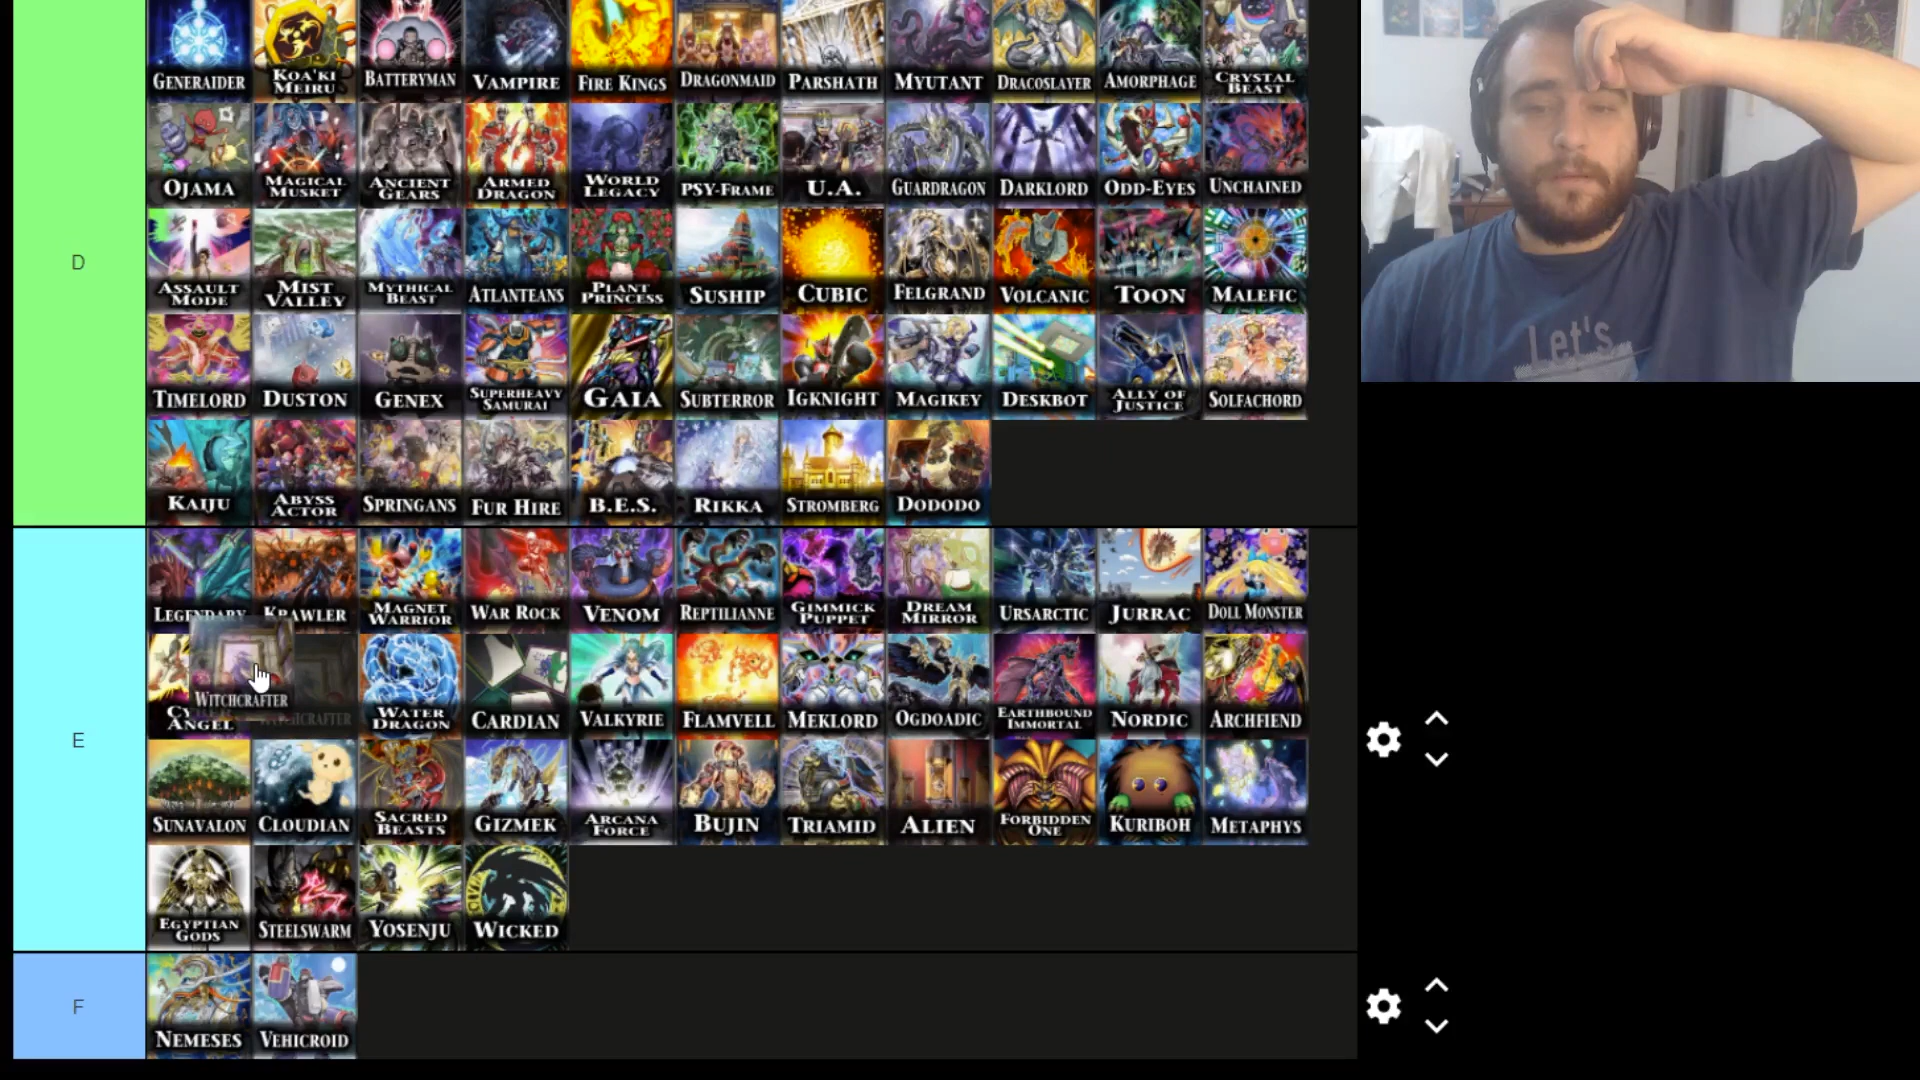 GENERAIDER
KOA'KI MEIRU
BATTERYMAN
VAMPIRE
FIRE KINGS
DRAGONMAID
PARSHATH
MYUTANT
DRACOSLAYER
AMORPHAGE
CRYSTAL BEAST
OJAMA
MAGICAL MUSKET
ANCIENT GEARS
ARMED DRAGON
WORLD LEGACY
PSY-FRAME
U.A.
GUARDRAGON
DARKLORD
ODD-EYES
UNCHAINED
D
ASSAULT MODE
MIST VALLEY
MYTHICAL BEAST
ATLANTEANS
PLANT PRINCESS
SUSHIP
CUBIC
FELGRAND
VOLCANIC
TOON
MALEFIC
TIMELORD
DUSTON
GENEX
SUPERHEAVY SAMURAI
GAIA
SUBTERROR
IGKNIGHT
MAGIKEY
DESKBOT
ALLY OF JUSTICE
SOLFACHORD
KAIJU
ABYSS ACTOR
SPRINGANS
FUR HIRE
B.E.S.
RIKKA
STROMBERG
DODODO
LEGENDARY
KRAWLER
MAGNET WARRIOR
WAR ROCK
VENOM
REPTILIANNE
GIMMICK PUPPET
DREAM MIRROR
URSARCTIC
JURRAC
DOLL MONSTER
E
ANGEL
WITCHCRAFTER
WATER DRAGON
CARDIAN
VALKYRIE
FLAMVELL
MEKLORD
OGDOADIC
EARTHBOUND IMMORTAL
NORDIC
ARCHFIEND
SUNAVALON
CLOUDIAN
SACRED BEASTS
GIZMEK
ARCANA FORCE
BUJIN
TRIAMID
ALIEN
FORBIDDEN ONE
KURIBOH
METAPHYS
EGYPTIAN GODS
STEELSWARM
YOSENJU
WICKED
F
NEMESES
VEHICROID
Let's